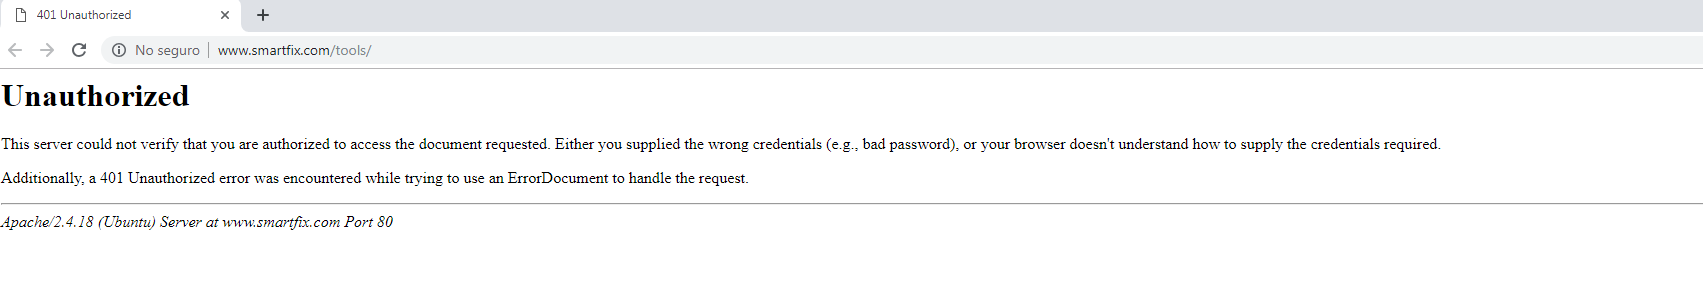 401 Unauthorized
No seguro www.smartfix.com/tools/
Unauthorized
This server could not verify that you are authorized to access the document requested. Either you supplied the wrong credentials (e.g., bad password), or your browser doesn't understand how to supply the credentials required.
Additionally, a 401 Unauthorized error was encountered while trying to use an ErrorDocument to handle the request.
Apache/2.4.18 (Ubuntu) Server at www.smartfix.com Port 80